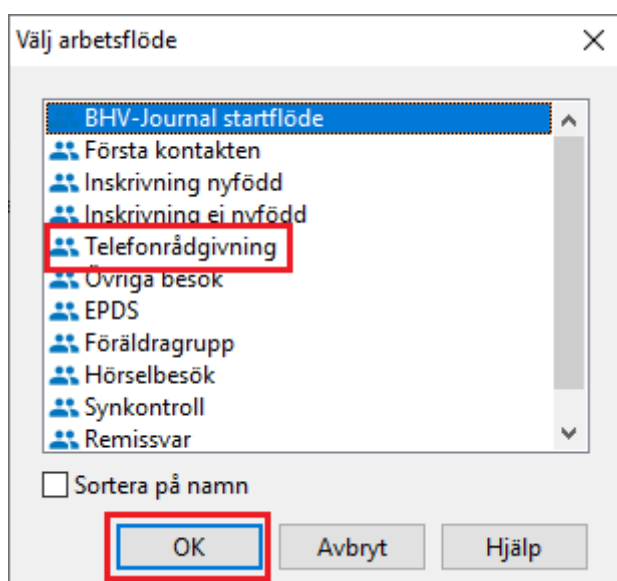 Välj arbetsflöde
BHV-Journal startflöde
Första kontakten
Inskrivning nyfödd
Inskrivning ej nyfödd
Telefonrådgivning
Övriga besök
EPDS
Föräldragrupp
Hörselbesök
Synkontroll
Remissvar
Sortera på namn
OK Avbryt Hjälp